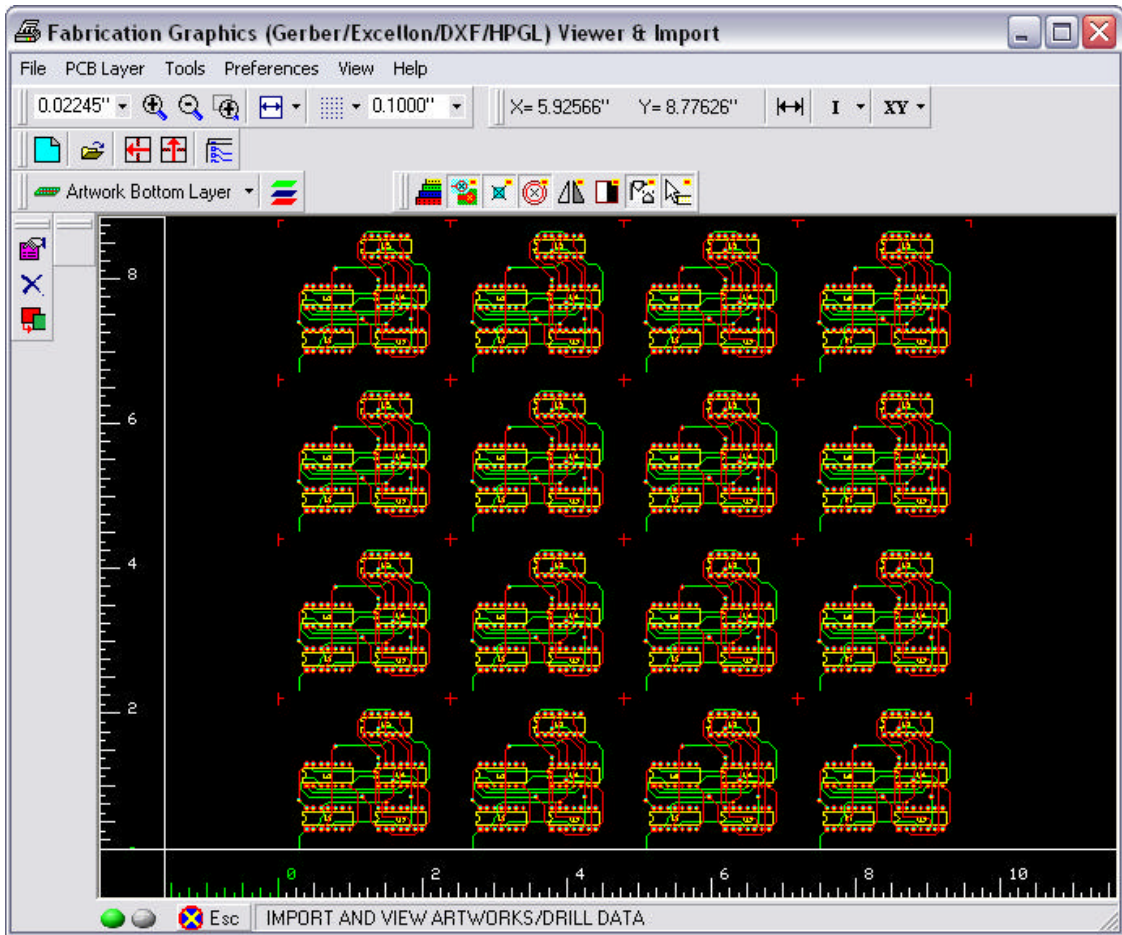 Fabrication Graphics (Gerber/Excellon/DXF/HPGL) Viewer & Import
File PCB Layer Tools Preferences View Help
0.02245" 0.1000" X= 5.92566" Y= 8.77626" I XY
Artwork Bottom Layer
8
6
4
2
0 2 4 6 8 10
Esc IMPORT AND VIEW ARTWORKS/DRILL DATA